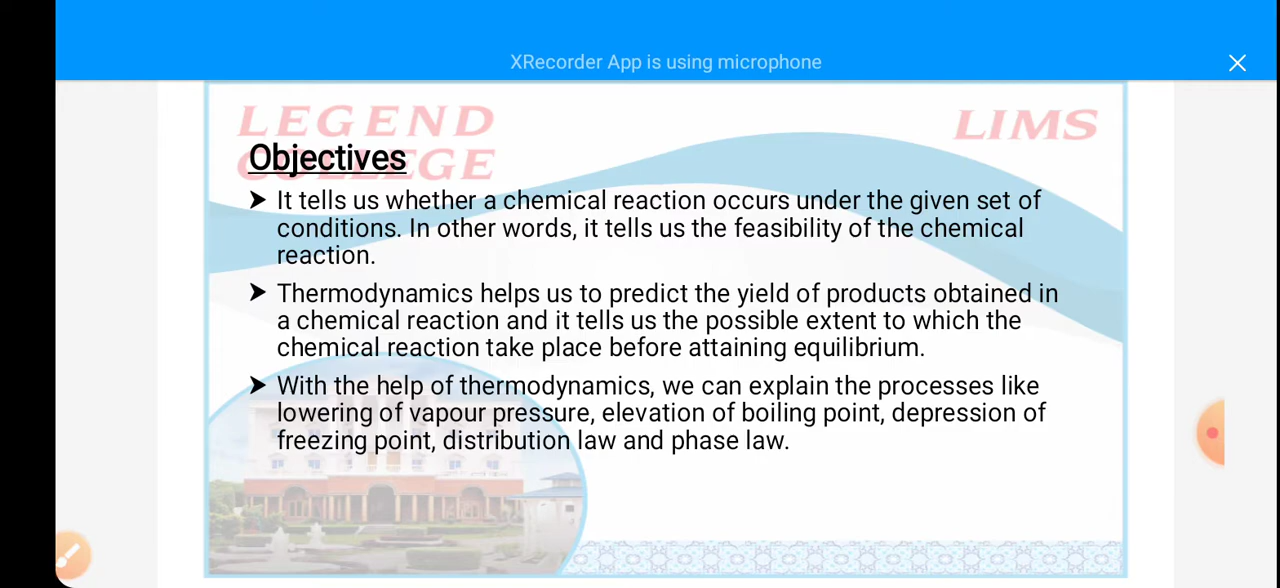 XRecorder App is using microphone
LEGEND
COLLEGE
LIMS
Objectives
➤ It tells us whether a chemical reaction occurs under the given set of
conditions. In other words, it tells us the feasibility of the chemical
reaction.
➤ Thermodynamics helps us to predict the yield of products obtained in
a chemical reaction and it tells us the possible extent to which the
chemical reaction take place before attaining equilibrium.
➤ With the help of thermodynamics, we can explain the processes like
lowering of vapour pressure, elevation of boiling point, depression of
freezing point, distribution law and phase law.